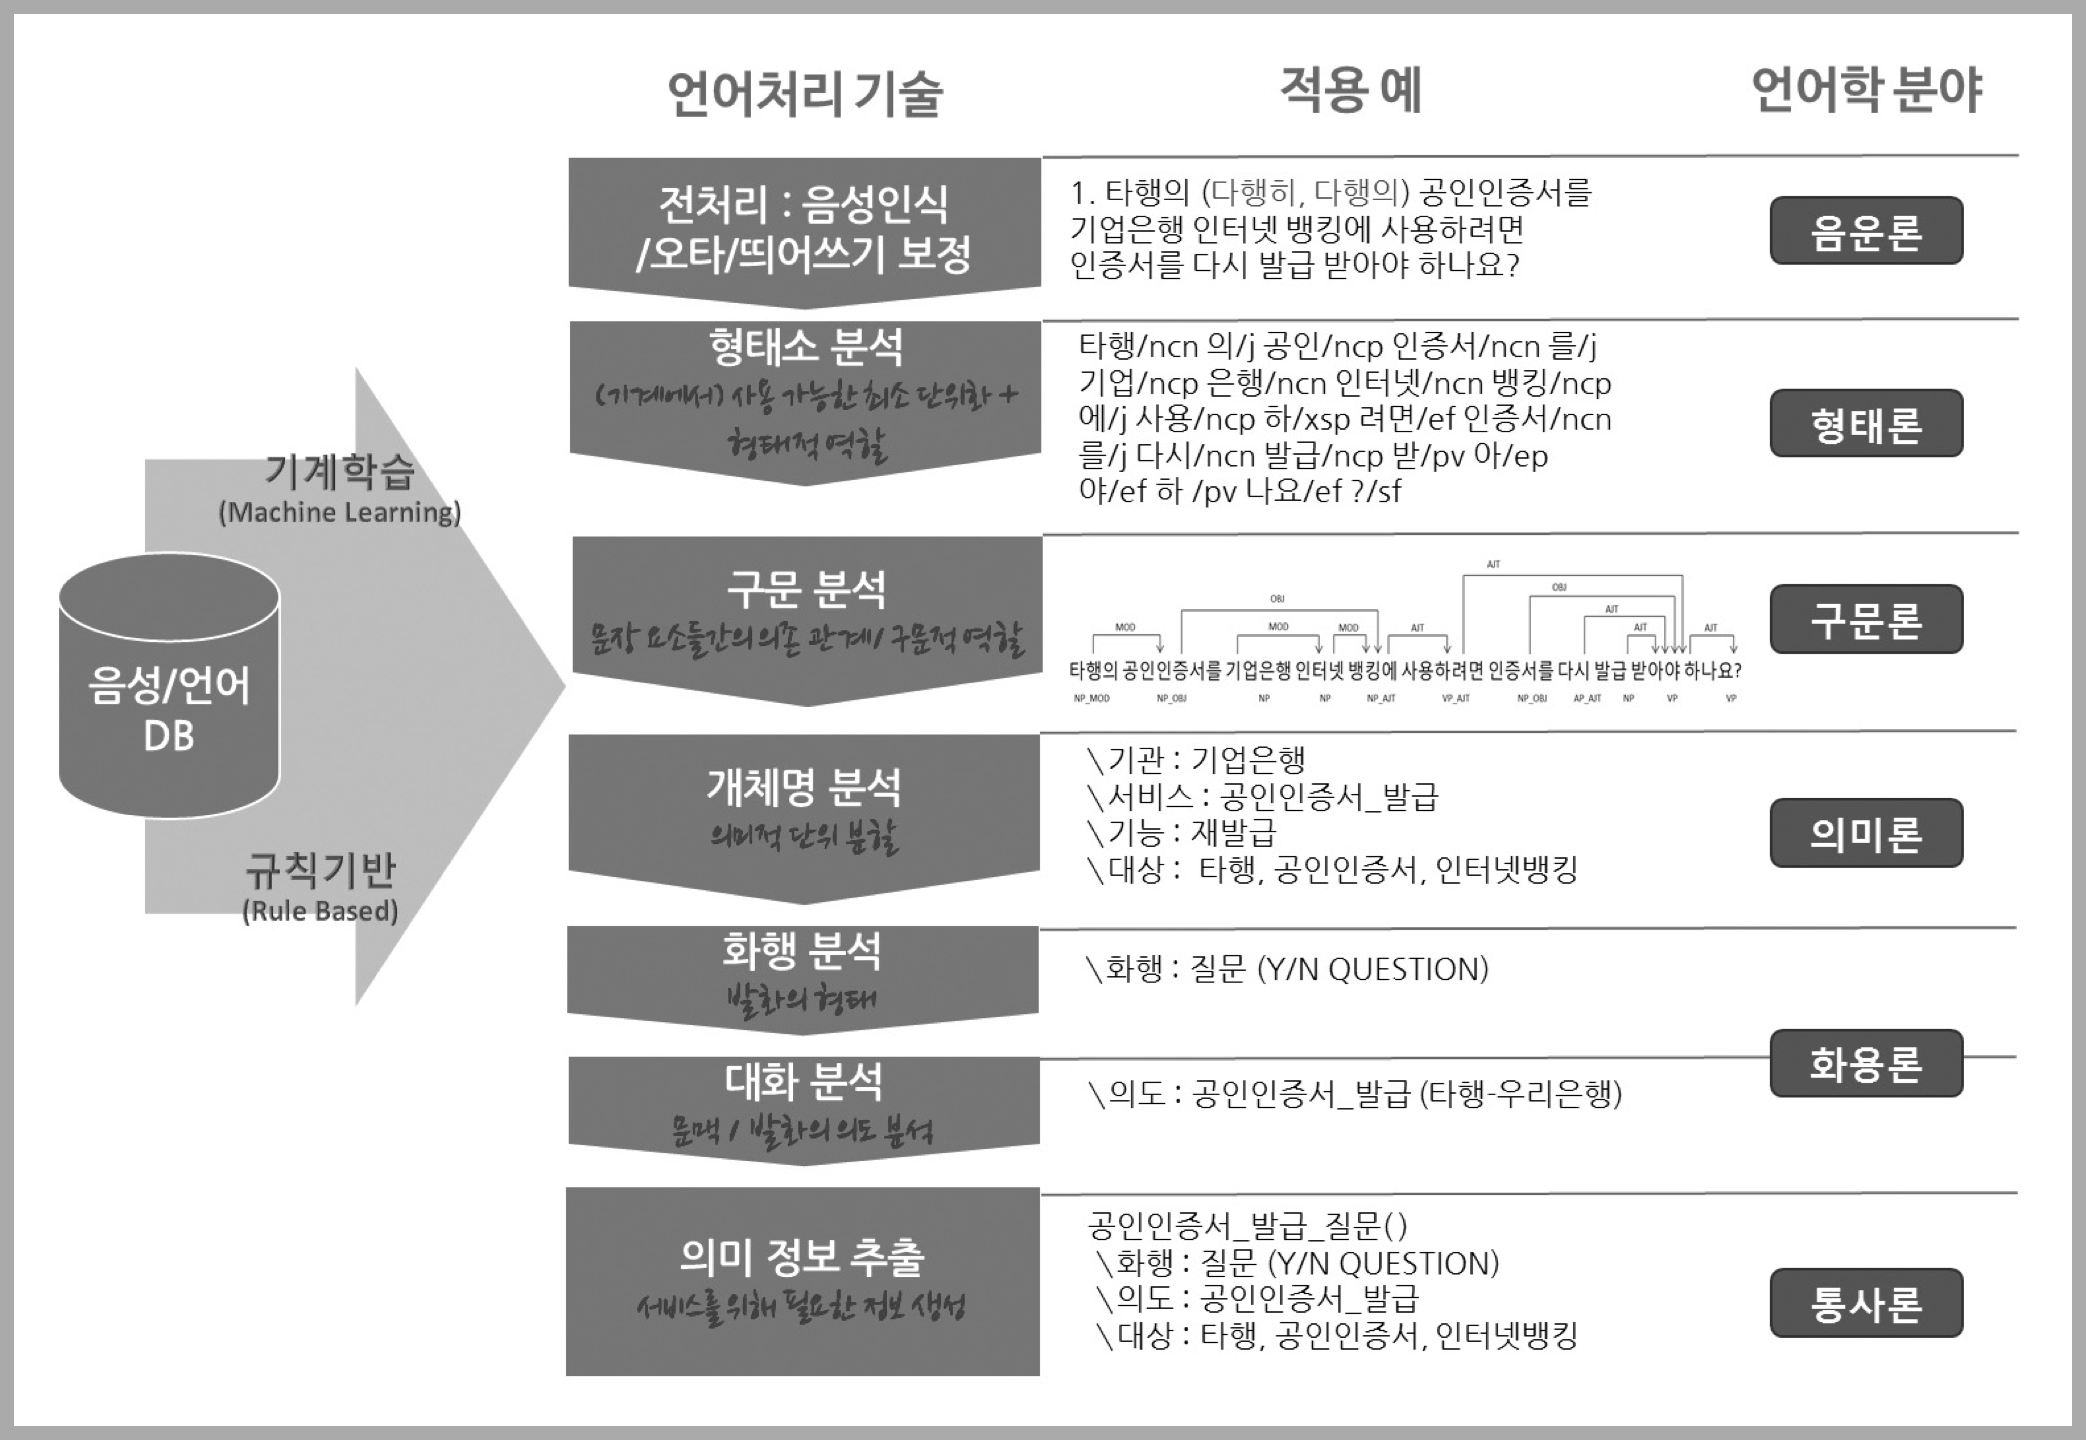 언어처리 기술
적용 예
언어학 분야
전처리 : 음성인식
/오타/띄어쓰기 보정
1. 타행의 (다행히, 다행의) 공인인증서를
기업은행 인터넷 뱅킹에 사용하려면
인증서를 다시 발급 받아야 하나요?
음운론
형태소 분석
(기계에서) 사용 가능한 최소 단위화 +
형태적 역할
타행/ncn 의/j 공인/ncp 인증서/ncn 를/j
기업/ncp 은행/ncn 인터넷/ncn 뱅킹/ncp
에/j 사용/ncp 하/xsp 려면/ef 인증서/ncn
를/j 다시/ncn 발급/ncp 받/pv 아/ep
야/ef 하 /pv 나요/ef ?/sf
형태론
기계학습
(Machine Learning)
음성/언어
DB
규칙기반
(Rule Based)
구문 분석
문장 요소들간의 의존 관계/ 구문적 역할
AJT
OBJ
OBJ
AJT
MOD MOD MOD AJT AJT AJT
타행의 공인인증서를 기업은행 인터넷 뱅킹에 사용하려면 인증서를 다시 발급 받아야 하나요?
NP_MOD NP_OBJ NP NP NP_AJT VP_AJT NP_OBJ AP_AJT NP VP VP
구문론
개체명 분석
의미적 단위 분할
\기관 : 기업은행
\서비스 : 공인인증서_발급
\기능 : 재발급
\대상 : 타행, 공인인증서, 인터넷뱅킹
의미론
화행 분석
발화의 형태
\화행 : 질문 (Y/N QUESTION)
화용론
대화 분석
문맥 / 발화의 의도 분석
\의도 : 공인인증서_발급 (타행-우리은행)
의미 정보 추출
서비스를 위해 필요한 정보 생성
공인인증서_발급_질문()
\화행 : 질문 (Y/N QUESTION)
\의도 : 공인인증서_발급
\대상 : 타행, 공인인증서, 인터넷뱅킹
통사론